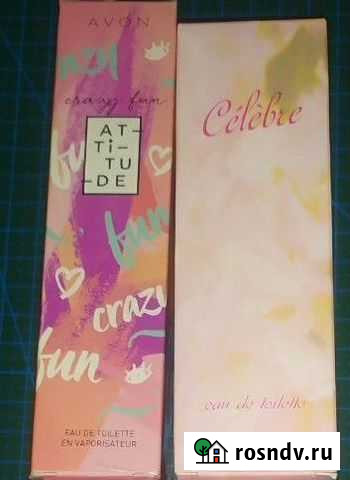 AVON
crazy fun
AT-
-Ti-
TU
-DE
fun
crazy
fun
EAU DE TOILETTE
EN VAPORISATEUR
Célèbre
eau de toilette
rosndv.ru